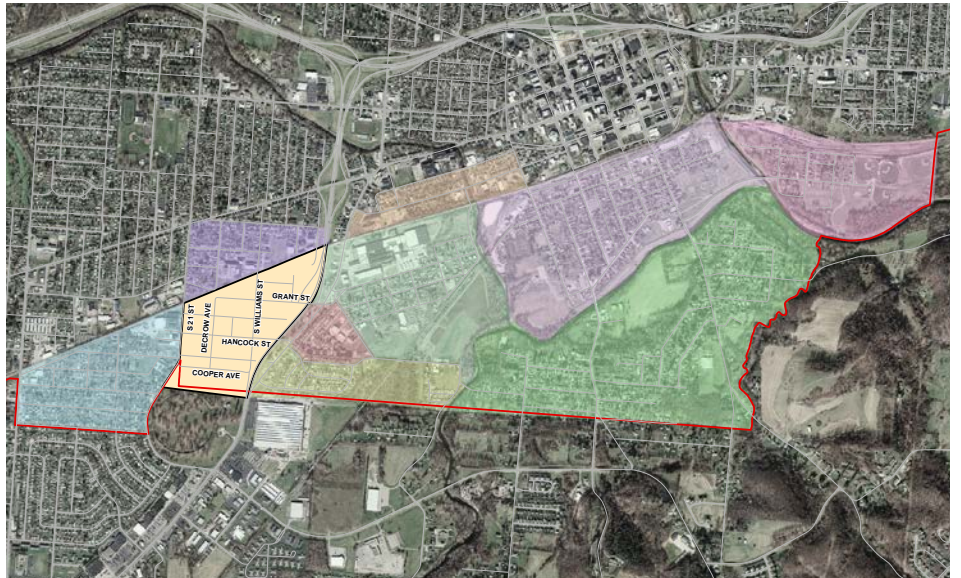 S 21 ST
DECROW AVE
S WILLIAMS ST
GRANT ST
HANCOCK ST
COOPER AVE